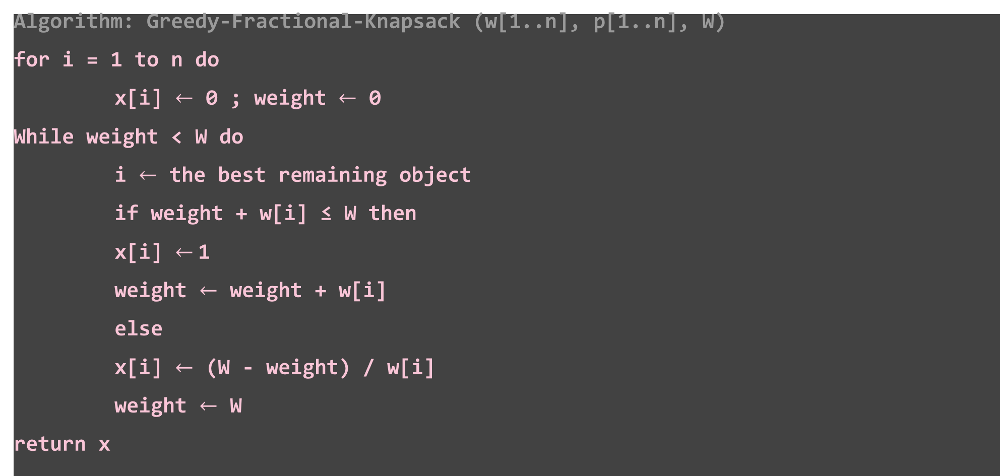 Algorithm: Greedy-Fractional-Knapsack (w[1..n], p[1..n], W)
for i = 1 to n do
x[i] ← 0 ; weight ← 0
While weight < W do
i ← the best remaining object
if weight + w[i] ≤ W then
x[i] ←1
weight ← weight + w[i]
else
x[i] ← (W - weight) / w[i]
weight ← W
return x